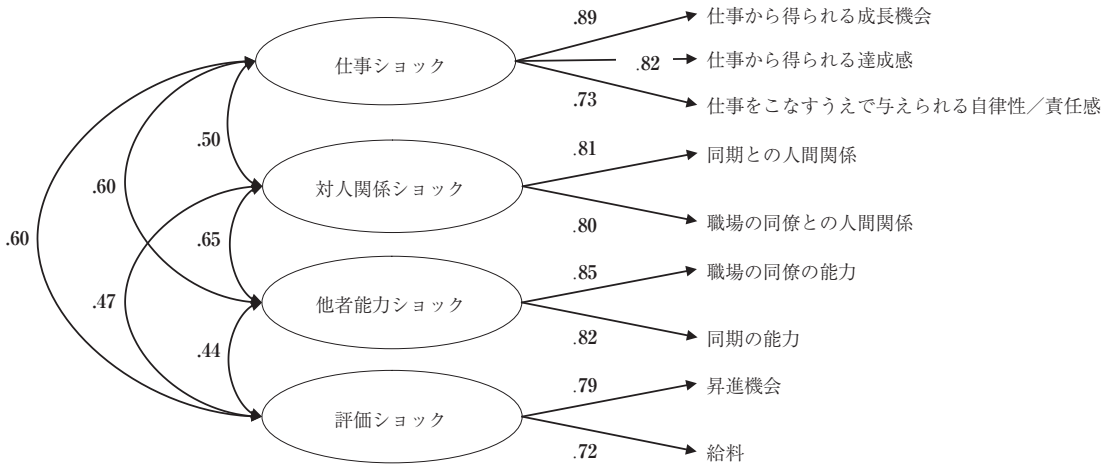 .89
仕事から得られる成長機会
仕事ショック
.82
仕事から得られる達成感
.73
仕事をこなすうえで与えられる自律性／責任感
.50
.81
同期との人間関係
.60
対人関係ショック
.80
職場の同僚との人間関係
.60
.65
.85
職場の同僚の能力
.47
他者能力ショック
.82
同期の能力
.44
.79
昇進機会
評価ショック
.72
給料